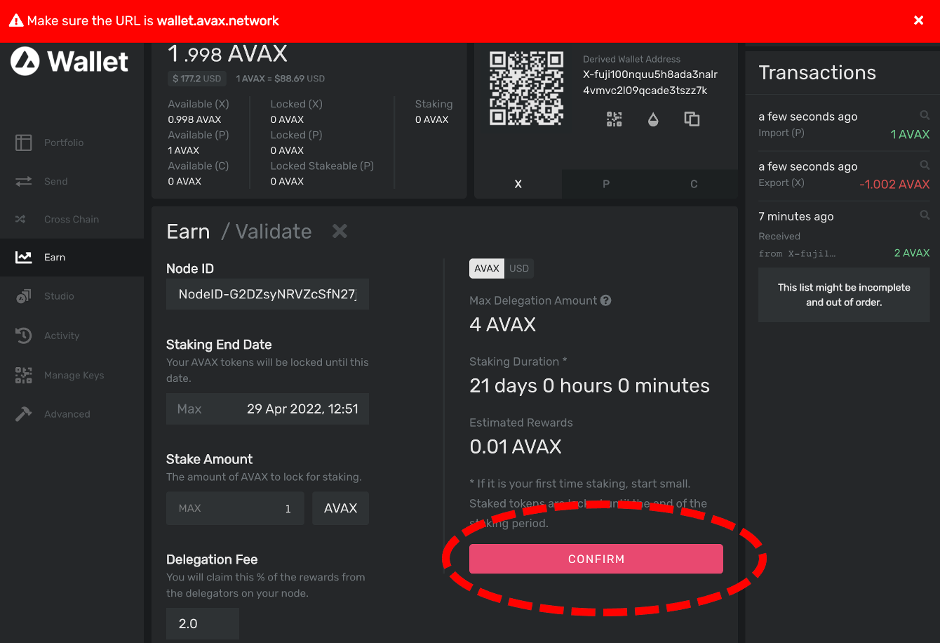 Make sure the URL is wallet.avax.network
Wallet
Portfolio
Send
Cross Chain
Earn
Studio
Activity
Manage Keys
Advanced
1.998 AVAX
$ 177.2 USD 1 AVAX = $88.69 USD
Available (X)
0.998 AVAX
Available (P)
1 AVAX
Available (C)
0 AVAX
Locked (X)
0 AVAX
Locked (P)
0 AVAX
Locked Stakeable (P)
0 AVAX
Staking
0 AVAX
Derived Wallet Address
X-fuji100nquu5h8ada3nalr
4vmvc2l09qcade3tszz7k
X P C
Earn / Validate
Node ID
NodeID-G2DZsyNRVZcSfN27j
Staking End Date
Your AVAX tokens will be locked until this
date.
Max 29 Apr 2022, 12:51
Stake Amount
The amount of AVAX to lock for staking.
MAX 1 AVAX
Delegation Fee
You will claim this % of the rewards from
the delegators on your node.
2.0
AVAX USD
Max Delegation Amount ?
4 AVAX
Staking Duration *
21 days 0 hours 0 minutes
Estimated Rewards
0.01 AVAX
* If it is your first time staking, start small.
Staked tokens are locked until the end of the
staking period.
CONFIRM
Transactions
a few seconds ago
Import (P) 1 AVAX
a few seconds ago
Export (X) -1.002 AVAX
7 minutes ago
Received
from X-fuji1… 2 AVAX
This list might be incomplete
and out of order.